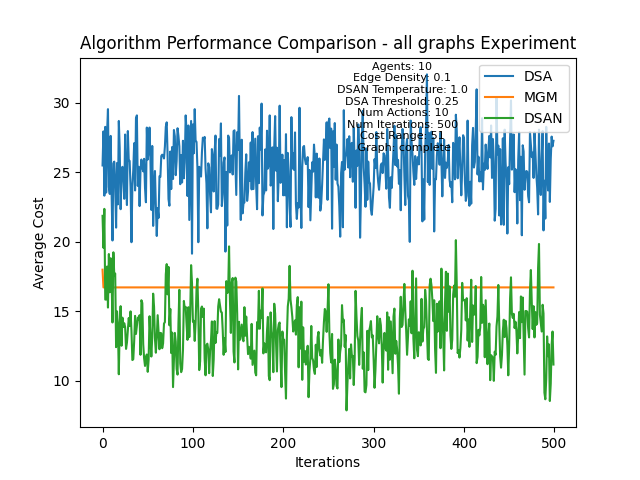 Algorithm Performance Comparison - all graphs Experiment
Agents: 10
Edge Density: 0.1
DSAN Temperature: 1.0
DSA Threshold: 0.25
Num Actions: 10
Num Iterations: 500
Cost Range: 51
Graph: complete
DSA
MGM
DSAN
Average Cost
30
25
20
15
10
0
100
200
300
400
500
Iterations